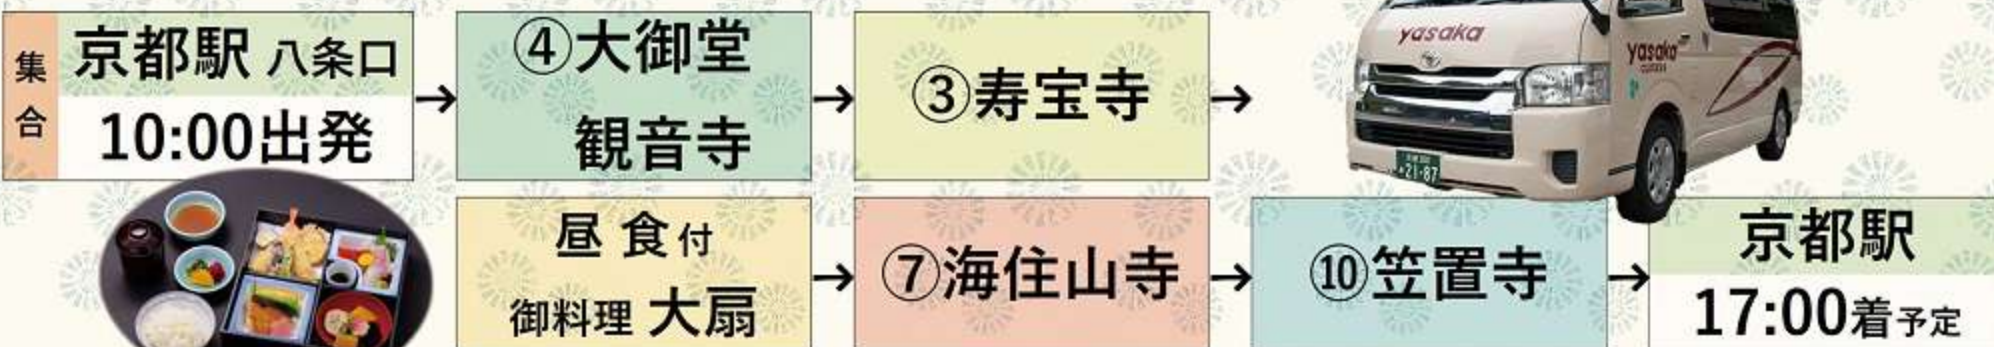 集合
京都駅 八条口
10:00出発
→
④大御堂
観音寺
→
③寿宝寺
→
yasaka
yasaka
21-87
昼食付
御料理 大扇
→
⑦海住山寺
→
⑩笠置寺
→
京都駅
17:00着予定